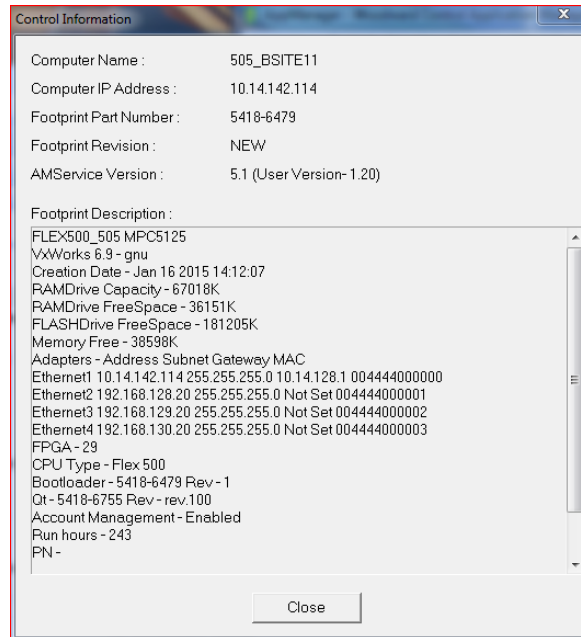 Control Information
Computer Name : 505_BSITE11
Computer IP Address : 10.14.142.114
Footprint Part Number : 5418-6479
Footprint Revision : NEW
AMService Version : 5.1 (User Version- 1.20)
Footprint Description :
FLEX500_505 MPC5125
VxWorks 6.9 - gnu
Creation Date - Jan 16 2015 14:12:07
RAMDrive Capacity - 67018K
RAMDrive FreeSpace - 36151K
FLASHDrive FreeSpace - 181205K
Memory Free - 38598K
Adapters - Address Subnet Gateway MAC
Ethernet1 10.14.142.114 255.255.255.0 10.14.128.1 004444000000
Ethernet2 192.168.128.20 255.255.255.0 Not Set 004444000001
Ethernet3 192.168.129.20 255.255.255.0 Not Set 004444000002
Ethernet4 192.168.130.20 255.255.255.0 Not Set 004444000003
FPGA - 29
CPU Type - Flex 500
Bootloader - 5418-6479 Rev - 1
Qt - 5418-6755 Rev - rev.100
Account Management - Enabled
Run hours - 243
PN -
Close